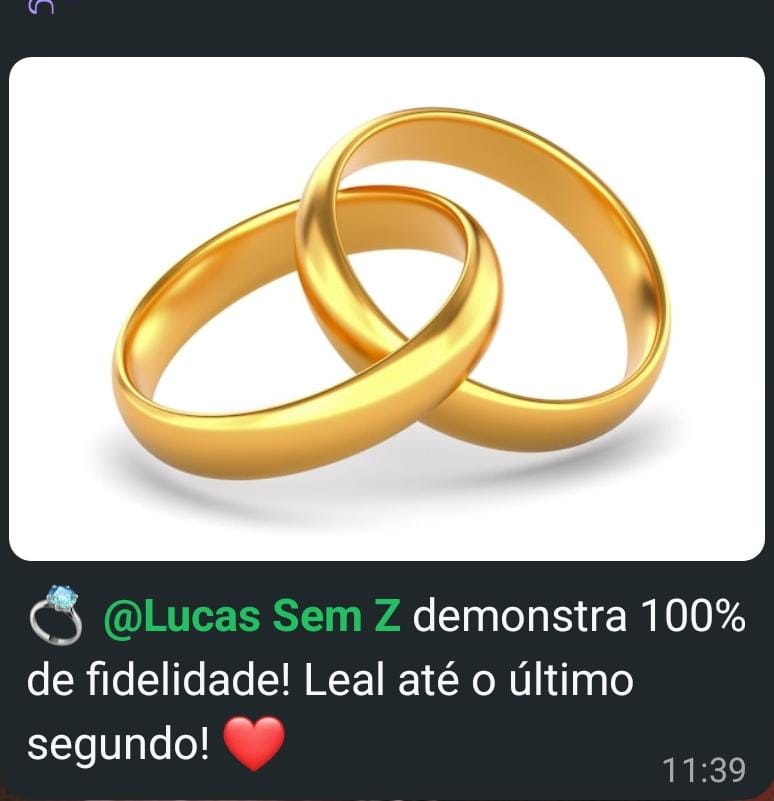 💍 @Lucas Sem Z demonstra 100%
de fidelidade! Leal até o último
segundo! ❤️
11:39